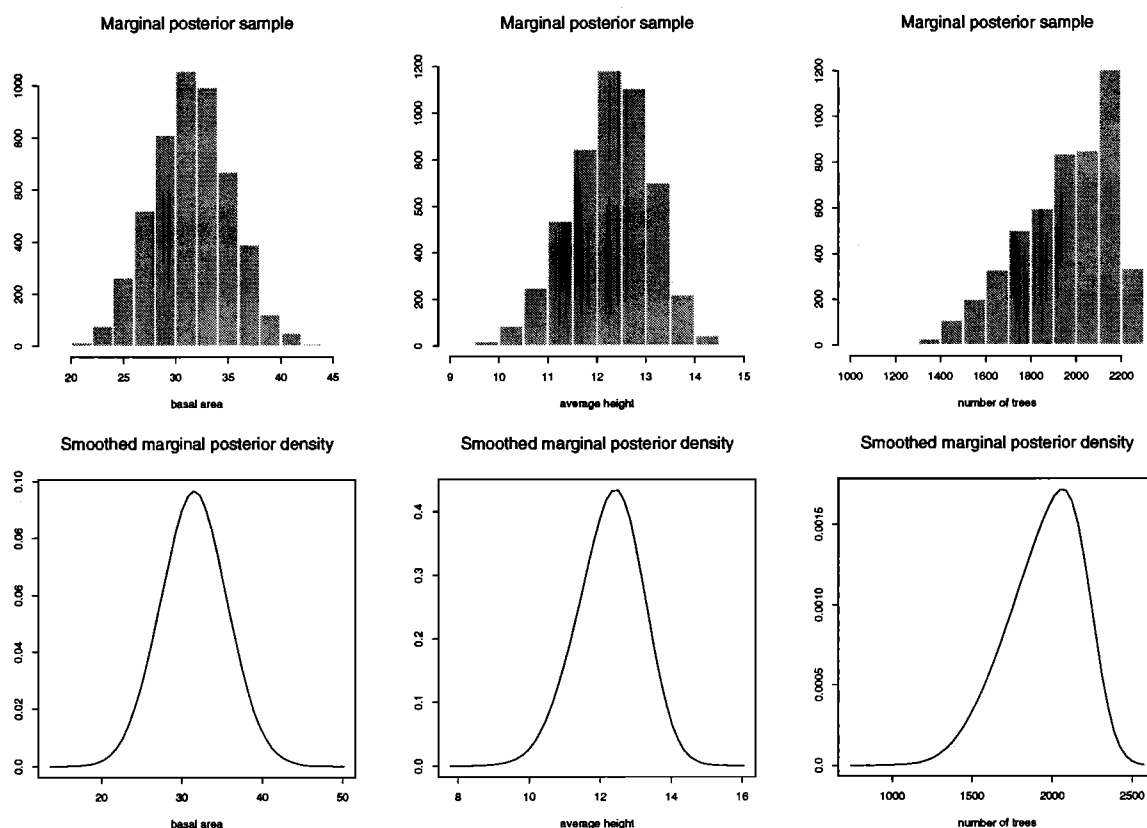 Marginal posterior sample
Marginal posterior sample
Marginal posterior sample
0 200 400 600 800 1000
20 25 30 35 40 45
basal area
0 200 400 600 800 1000 1200
9 10 11 12 13 14 15
average height
0 200 400 600 800 1000 1200
1000 1200 1400 1600 1800 2000 2200
number of trees
Smoothed marginal posterior density
Smoothed marginal posterior density
Smoothed marginal posterior density
0.0 0.02 0.04 0.06 0.08 0.10
20 30 40 50
basal area
0.0 0.1 0.2 0.3 0.4
8 10 12 14 16
average height
0.0 0.0005 0.0010 0.0015
1000 1500 2000 2500
number of trees